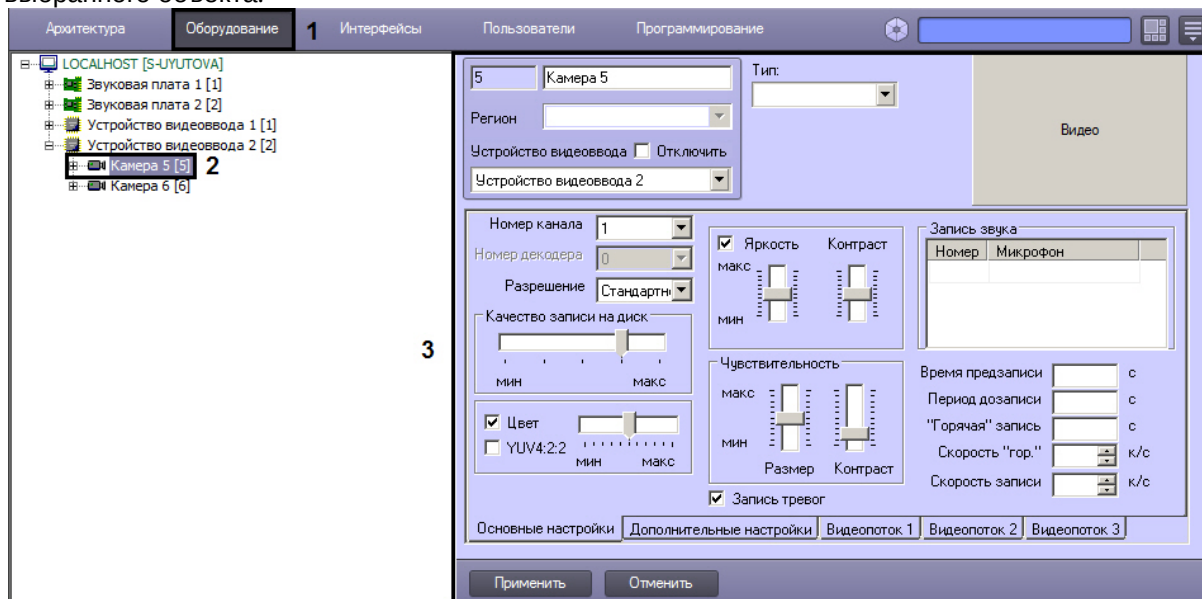 выбранного объекта.
Архитектура Оборудование 1 Интерфейсы Пользователи Программирование
LOCALHOST [S-UYUTOVA]
Звуковая плата 1 [1]
Звуковая плата 2 [2]
Устройство видеоввода 1 [1]
Устройство видеоввода 2 [2]
Камера 5 [5] 2
Камера 6 [6]
3
5 Камера 5
Тип:
Регион
Устройство видеоввода Отключить
Устройство видеоввода 2
Видео
Номер канала 1
Номер декодера 0
Разрешение Стандартн
Качество записи на диск
мин макс
Цвет
YUV4:2:2
мин макс
Яркость Контраст
макс
мин
Чувствительность
макс
мин
Размер Контраст
Запись тревог
Запись звука
Номер Микрофон
Время предзаписи с
Период дозаписи с
"Горячая" запись с
Скорость "гор." к/с
Скорость записи к/с
Основные настройки Дополнительные настройки Видеопоток 1 Видеопоток 2 Видеопоток 3
Применить Отменить